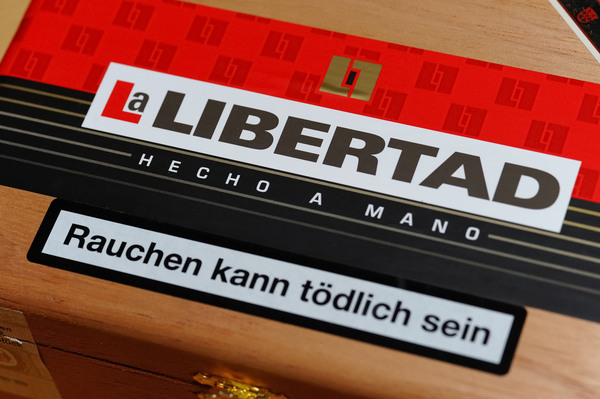 La LIBERTAD
HECHO A MANO
Rauchen kann tödlich sein